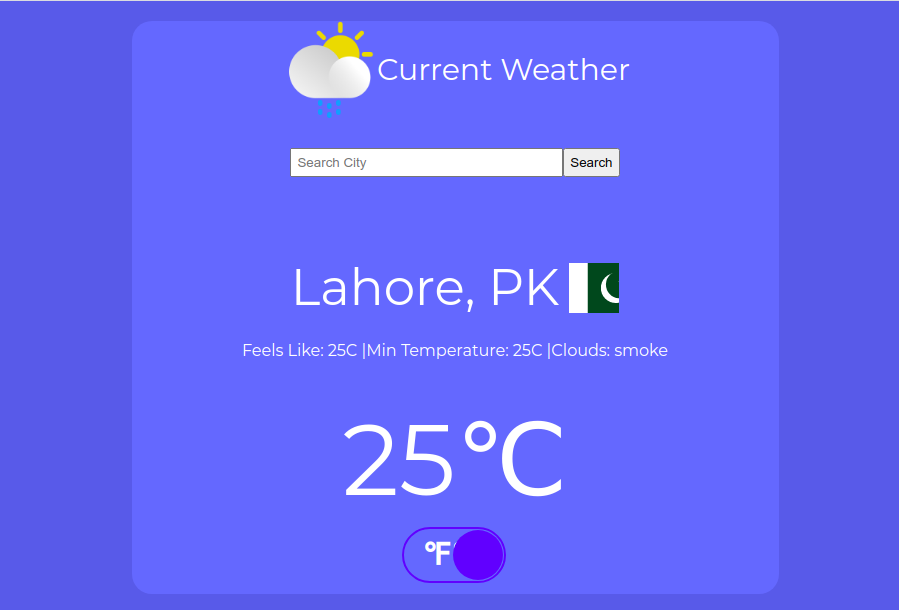 Current Weather
Search City
Search
Lahore, PK
Feels Like: 25C |Min Temperature: 25C |Clouds: smoke
25°C
°F